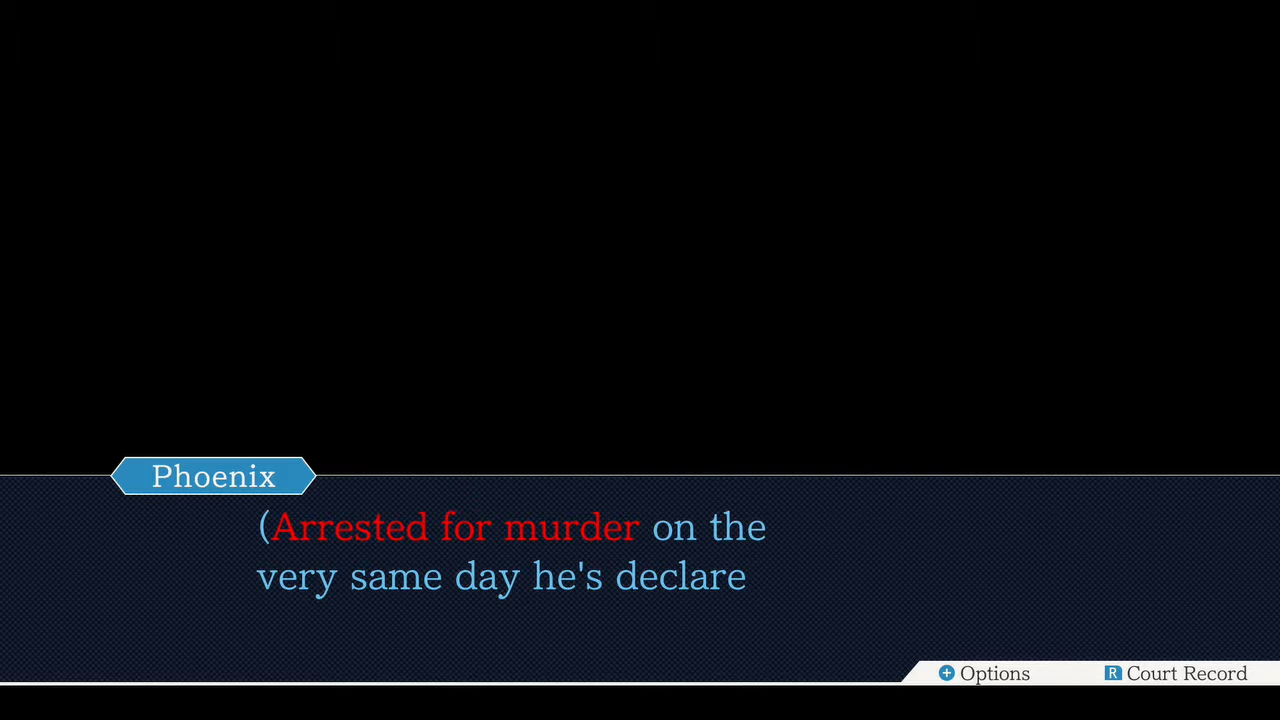 Phoenix
(Arrested for murder on the
very same day he's declare
+ Options R Court Record